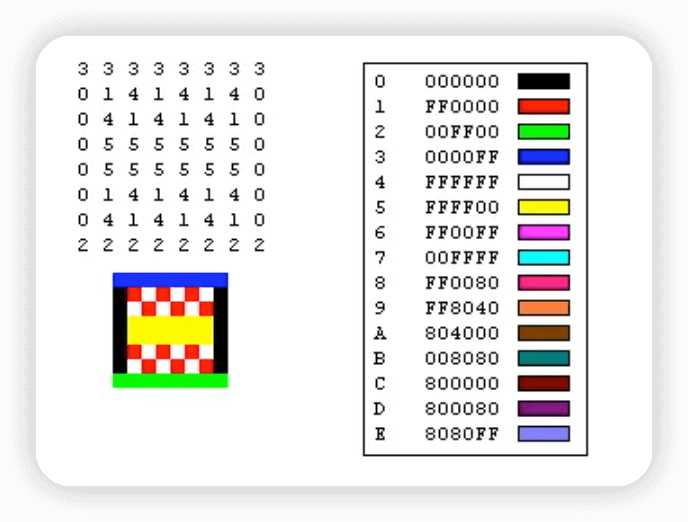 3 3 3 3 3 3 3 3
0 1 4 1 4 1 4 0
0 4 1 4 1 4 1 0
0 5 5 5 5 5 5 0
0 5 5 5 5 5 5 0
0 1 4 1 4 1 4 0
0 4 1 4 1 4 1 0
2 2 2 2 2 2 2 2
0 000000
1 FF0000
2 00FF00
3 0000FF
4 FFFFFF
5 FFFF00
6 FF00FF
7 00FFFF
8 FF0080
9 FF8040
A 804000
B 008080
C 800000
D 800080
E 8080FF